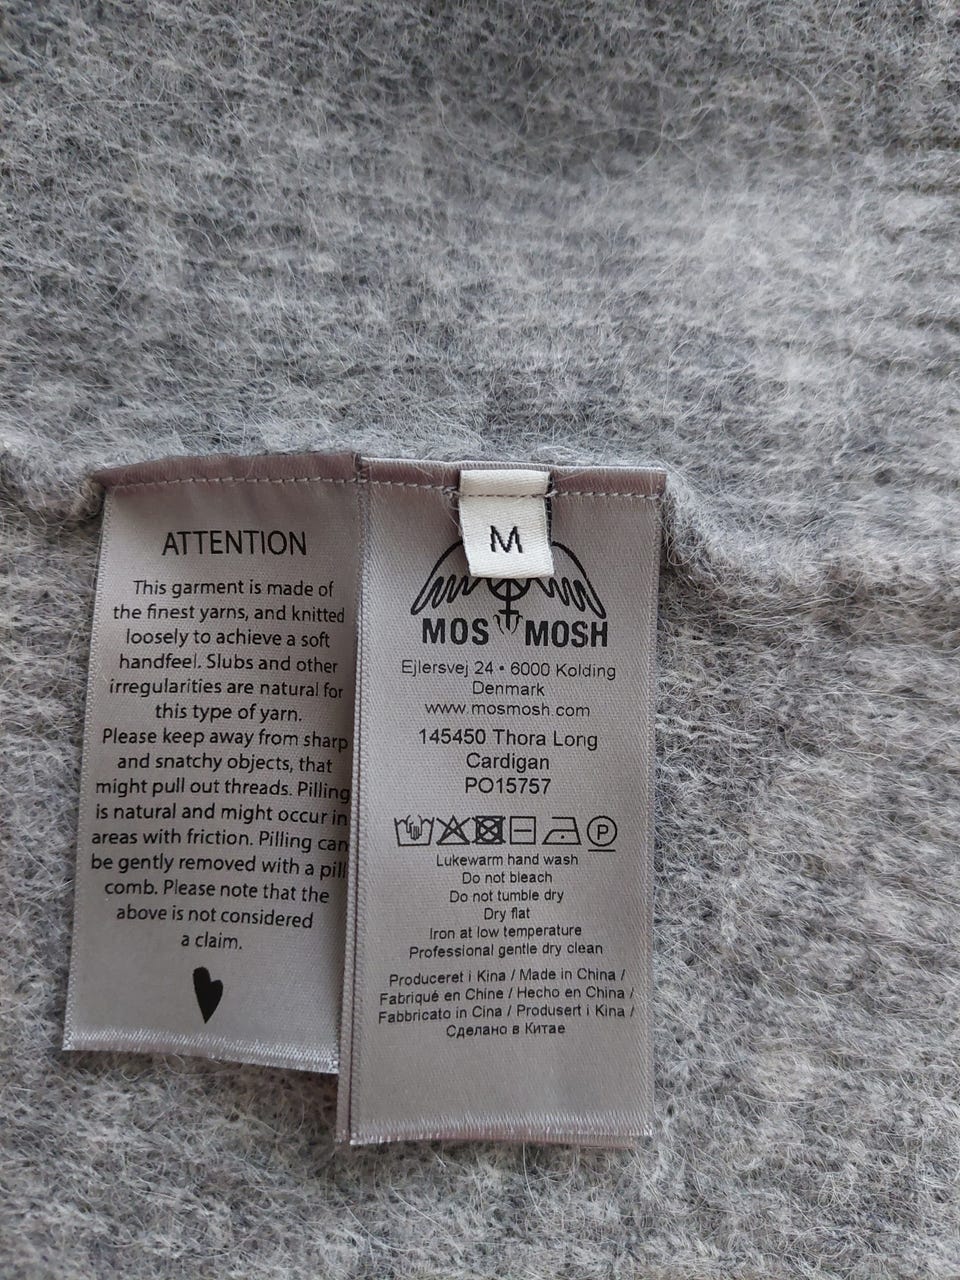 ATTENTION
This garment is made of
the finest yarns, and knitted
loosely to achieve a soft
handfeel. Slubs and other
irregularities are natural for
this type of yarn.
Please keep away from sharp
and snatchy objects, that
might pull out threads. Pilling
is natural and might occur in
areas with friction. Pilling can
be gently removed with a pill
comb. Please note that the
above is not considered
a claim.
M
MOS MOSH
Ejlersvej 24 • 6000 Kolding
Denmark
www.mosmosh.com
145450 Thora Long
Cardigan
PO15757
P
Lukewarm hand wash
Do not bleach
Do not tumble dry
Dry flat
Iron at low temperature
Professional gentle dry clean
Produceret i Kina / Made in China /
Fabriqué en Chine / Hecho en China /
Fabbricato in Cina / Produsert i Kina /
Сделано в Китае